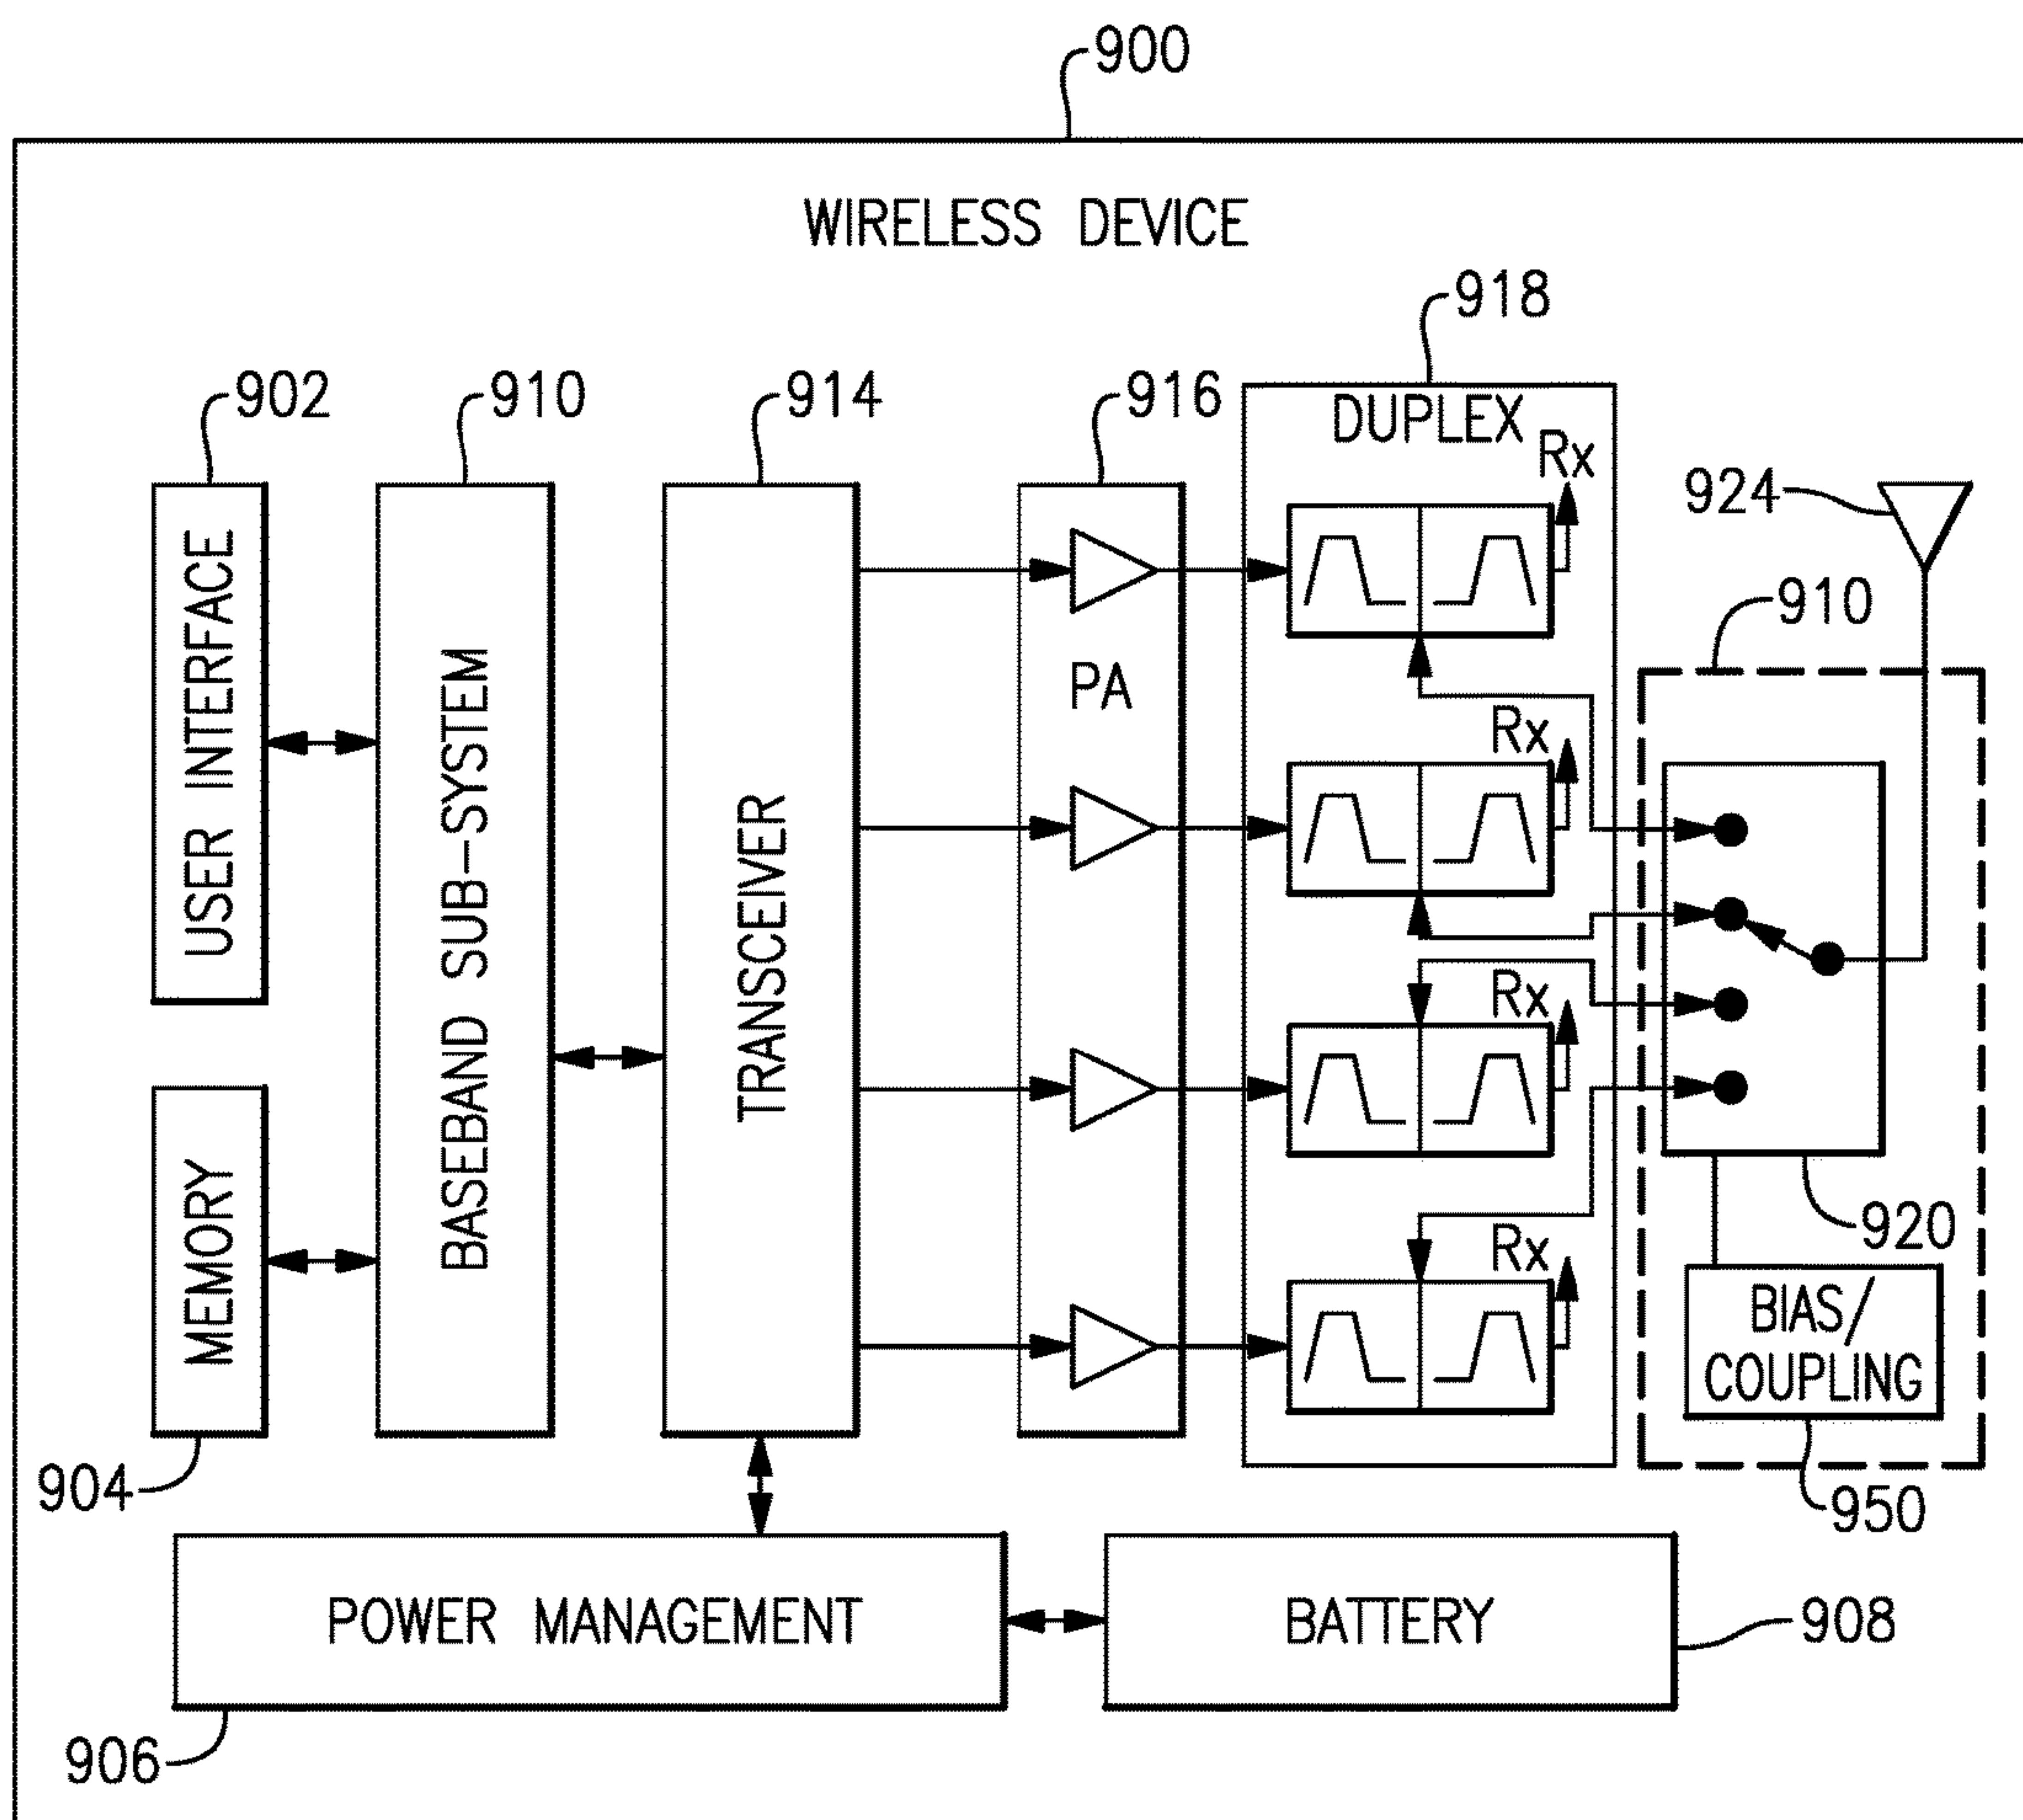 900
WIRELESS DEVICE
918
902
910
914
916
DUPLEX
Rx
924
910
USER INTERFACE
BASEBAND SUB-SYSTEM
TRANSCEIVER
PA
Rx
Rx
MEMORY
920
Rx
BIAS/
COUPLING
904
950
POWER MANAGEMENT
BATTERY
908
906